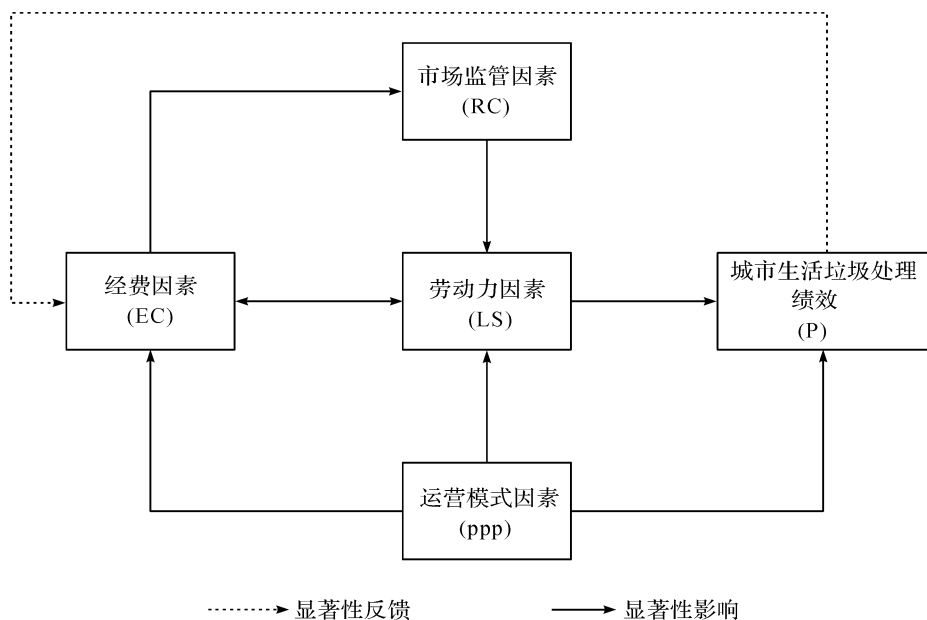 市场监管因素
(RC)
经费因素
(EC)
劳动力因素
(LS)
城市生活垃圾处理
绩效
(P)
运营模式因素
(ppp)
显著性反馈
显著性影响